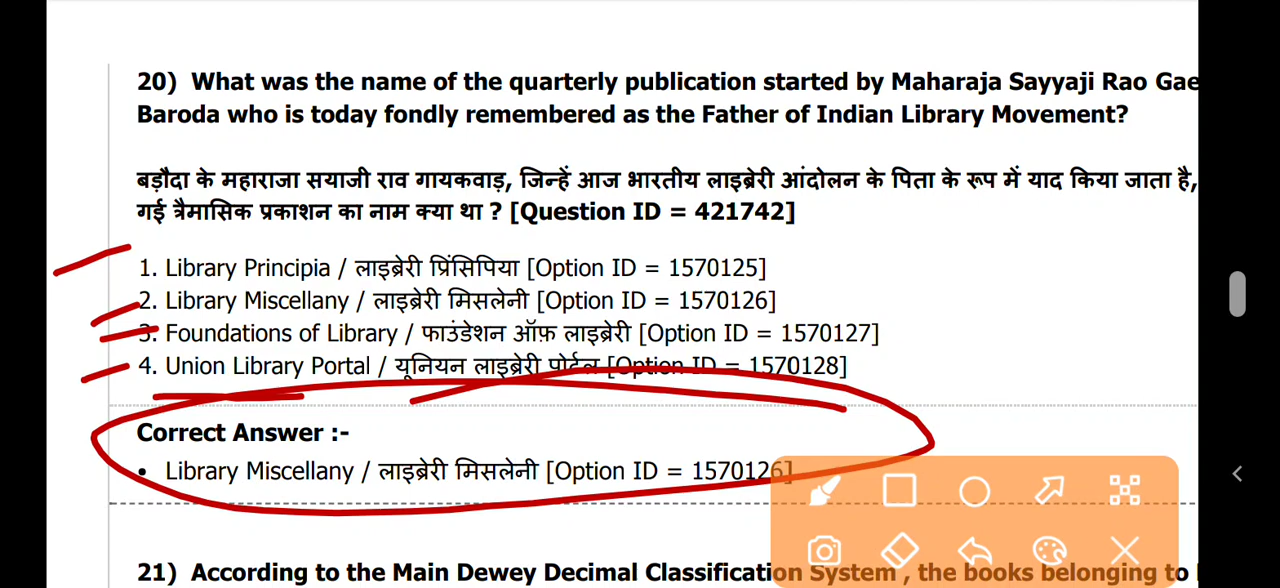 20) What was the name of the quarterly publication started by Maharaja Sayyaji Rao Gae
Baroda who is today fondly remembered as the Father of Indian Library Movement?
बड़ौदा के महाराजा सयाजी राव गायकवाड़, जिन्हें आज भारतीय लाइब्रेरी आंदोलन के पिता के रूप में याद किया जाता है,
गई त्रैमासिक प्रकाशन का नाम क्या था ? [Question ID = 421742]
1. Library Principia / लाइब्रेरी प्रिंसिपिया [Option ID = 1570125]
2. Library Miscellany / लाइब्रेरी मिसलेनी [Option ID = 1570126]
3. Foundations of Library / फाउंडेशन ऑफ़ लाइब्रेरी [Option ID = 1570127]
4. Union Library Portal / यूनियन लाइब्रेरी पोर्टल [Option ID = 1570128]
Correct Answer :-
• Library Miscellany / लाइब्रेरी मिसलेनी [Option ID = 1570126]
21) According to the Main Dewey Decimal Classification System , the books belonging to